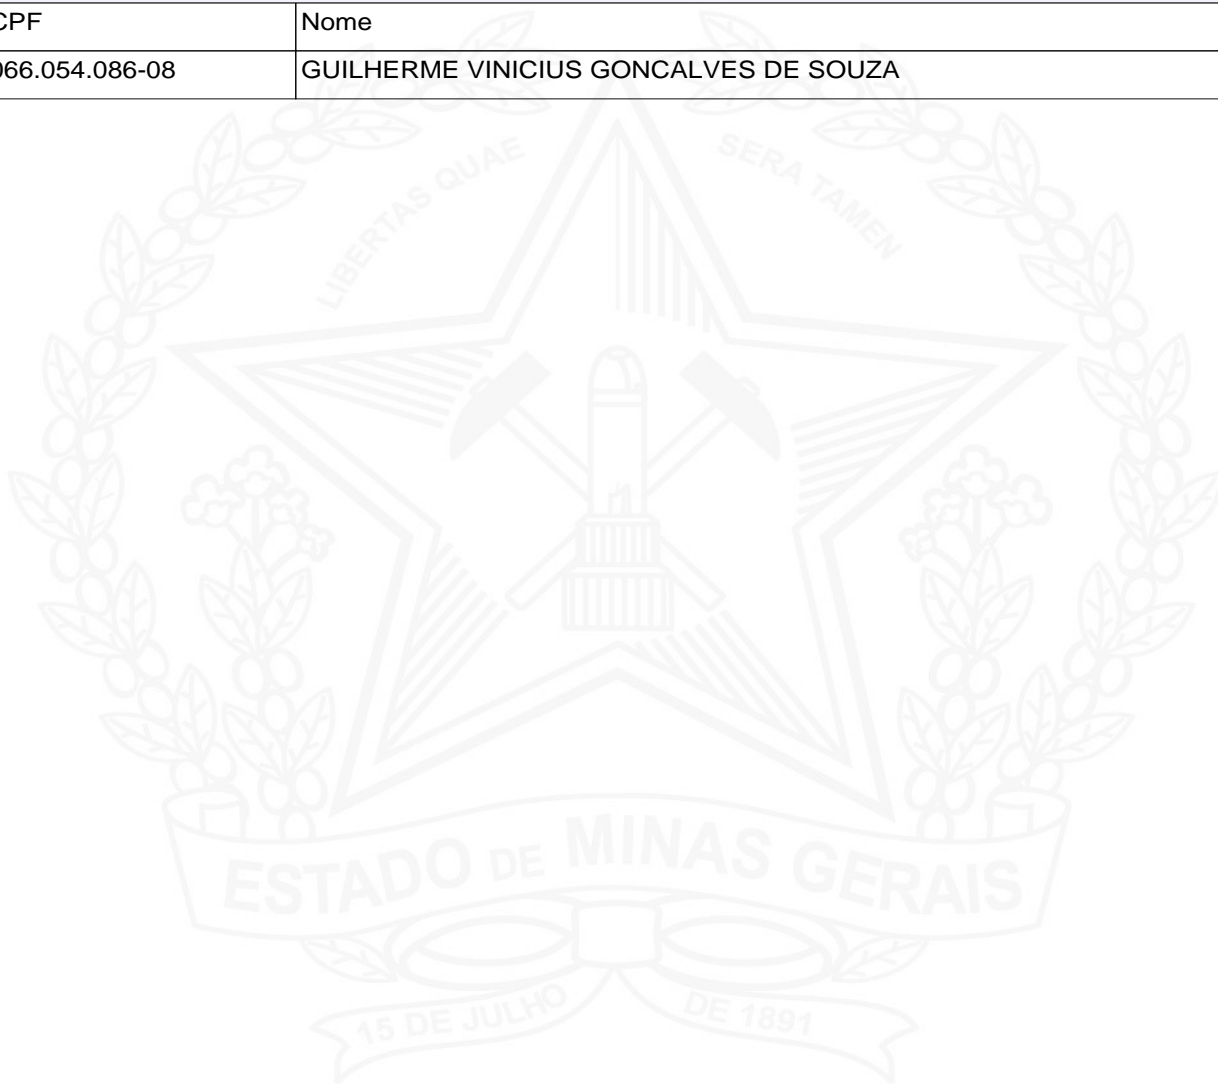 CPF Nome
066.054.086-08 GUILHERME VINICIUS GONCALVES DE SOUZA
LIBERTAS QUAE SERA TAMEN
ESTADO DE MINAS GERAIS
15 DE JULHO DE 1891